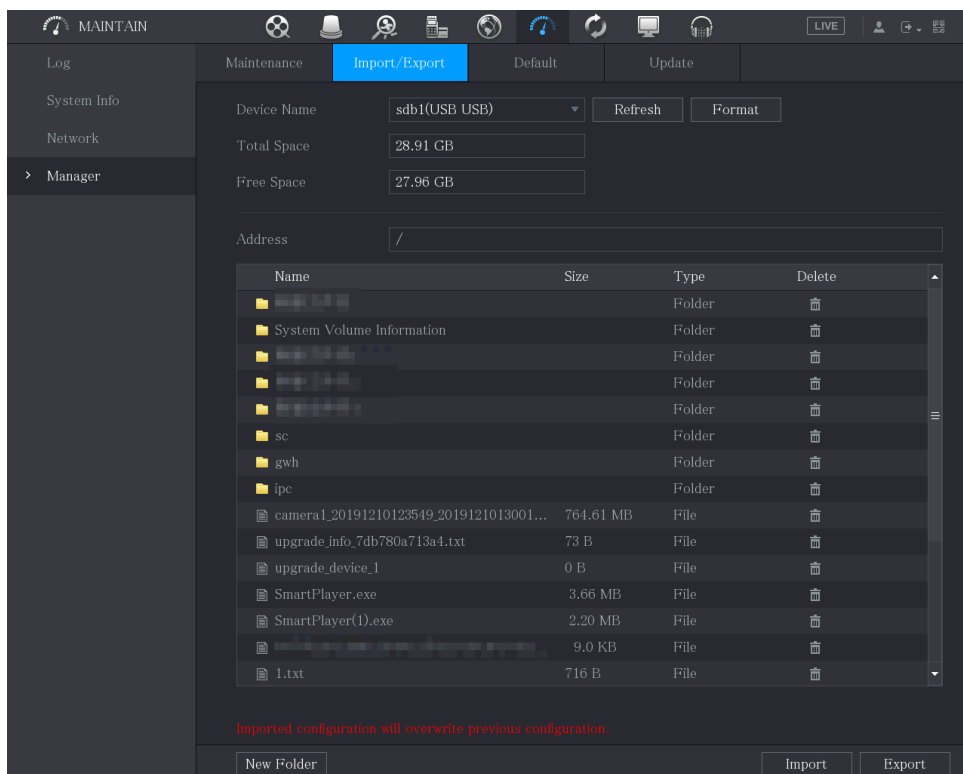 MAINTAIN LIVE
Log
System Info
Network
Manager
Maintenance Import/Export Default Update
Device Name sdb1(USB USB) Refresh Format
Total Space 28.91 GB
Free Space 27.96 GB
Address /
Name Size Type Delete
Folder
System Volume Information Folder
Folder
Folder
Folder
sc Folder
gwh Folder
ipc Folder
camera1_20191210123549_2019121013001... 764.61 MB File
upgrade_info_7db780a713a4.txt 73 B File
upgrade_device_1 0 B File
SmartPlayer.exe 3.66 MB File
SmartPlayer(1).exe 2.20 MB File
9.0 KB File
1.txt 716 B File
Imported configuration will overwrite previous configuration.
New Folder Import Export